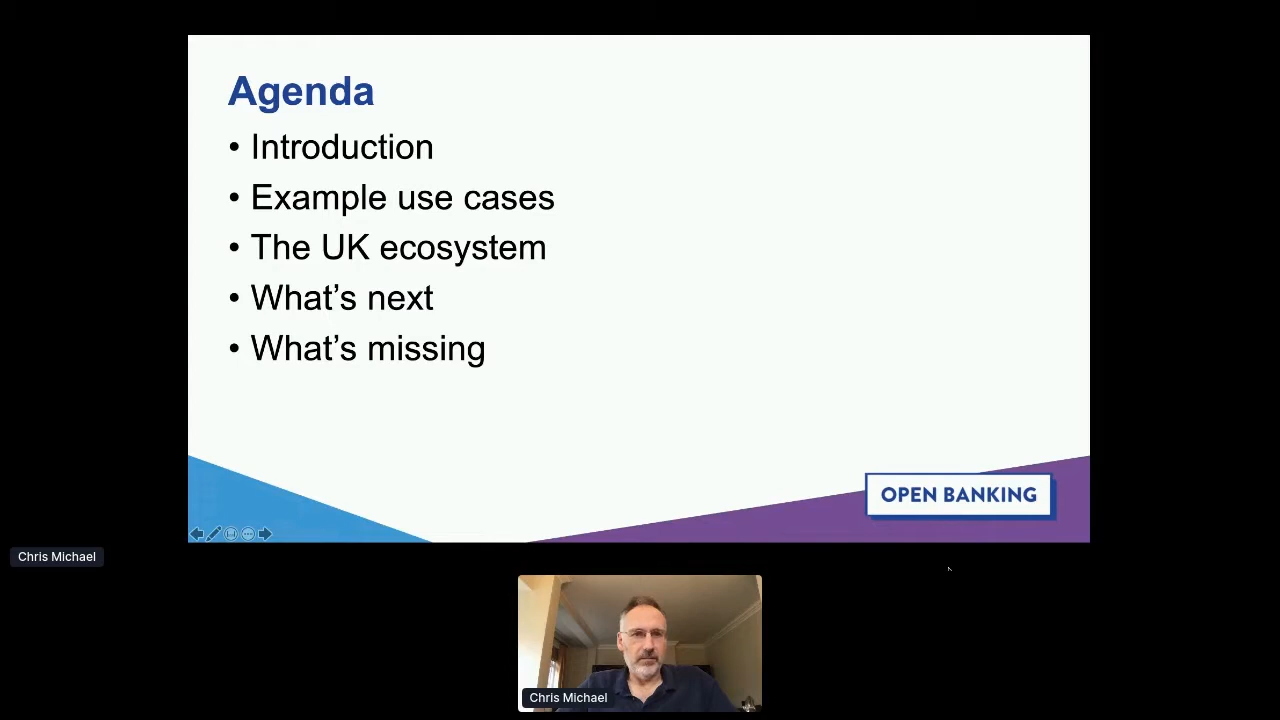 Agenda
• Introduction
• Example use cases
• The UK ecosystem
• What’s next
• What’s missing
OPEN BANKING
Chris Michael
Chris Michael